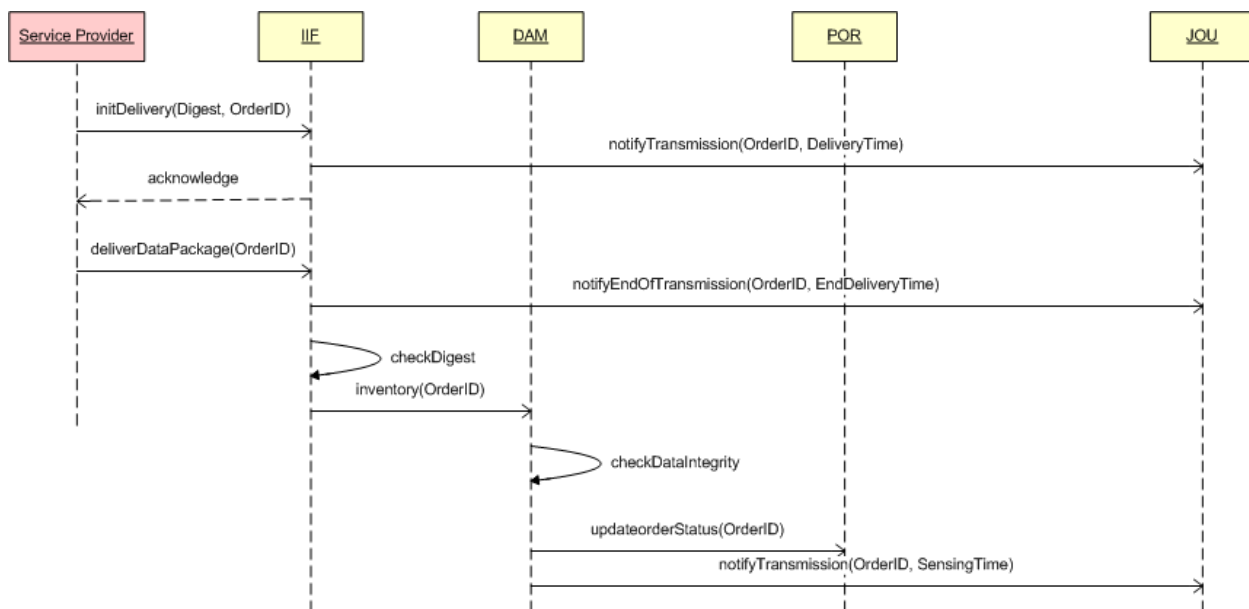 Service Provider
IIF
DAM
POR
JOU
initDelivery(Digest, OrderID)
notifyTransmission(OrderID, DeliveryTime)
acknowledge
deliverDataPackage(OrderID)
notifyEndOfTransmission(OrderID, EndDeliveryTime)
checkDigest
inventory(OrderID)
checkDataIntegrity
updateorderStatus(OrderID)
notifyTransmission(OrderID, SensingTime)